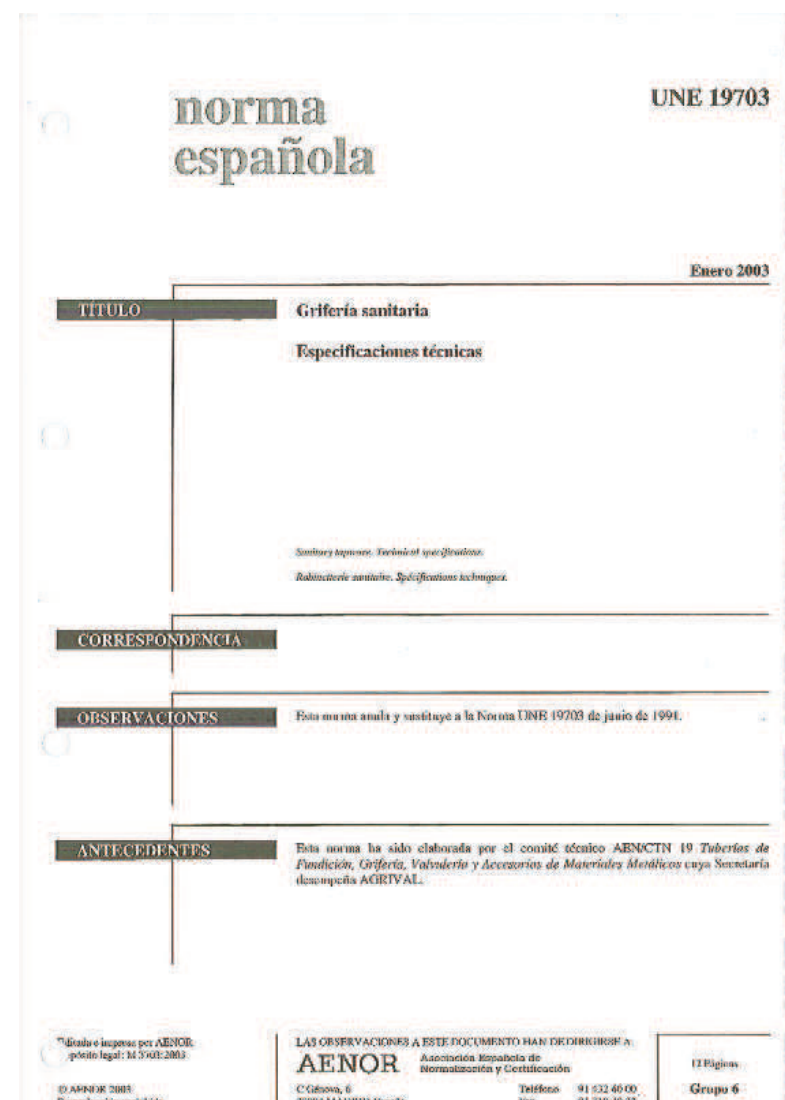 norma
española
UNE 19703
Enero 2003
TÍTULO
Grifería sanitaria
Especificaciones técnicas
Sanitary tapware. Technical specifications.
Robinetterie sanitaire. Spécifications techniques.
CORRESPONDENCIA
OBSERVACIONES
Esta norma anula y sustituye a la Norma UNE 19703 de junio de 1991.
ANTECEDENTES
Esta norma ha sido elaborada por el comité técnico AEN/CTN 19 Tuberías de
Fundición, Grifería, Valvulería y Accesorios de Materiales Metálicos cuya Secretaría
desempeña AGRIVAL.
Editada e impresa por AENOR
Depósito legal: M 2003
LAS OBSERVACIONES A ESTE DOCUMENTO HAN DE DIRIGIRSE A:
AENOR Asociación Española de
Normalización y Certificación
12 Páginas
© AENOR 2003
C Génova, 6
Teléfono 91 432 60 00
Grupo 6